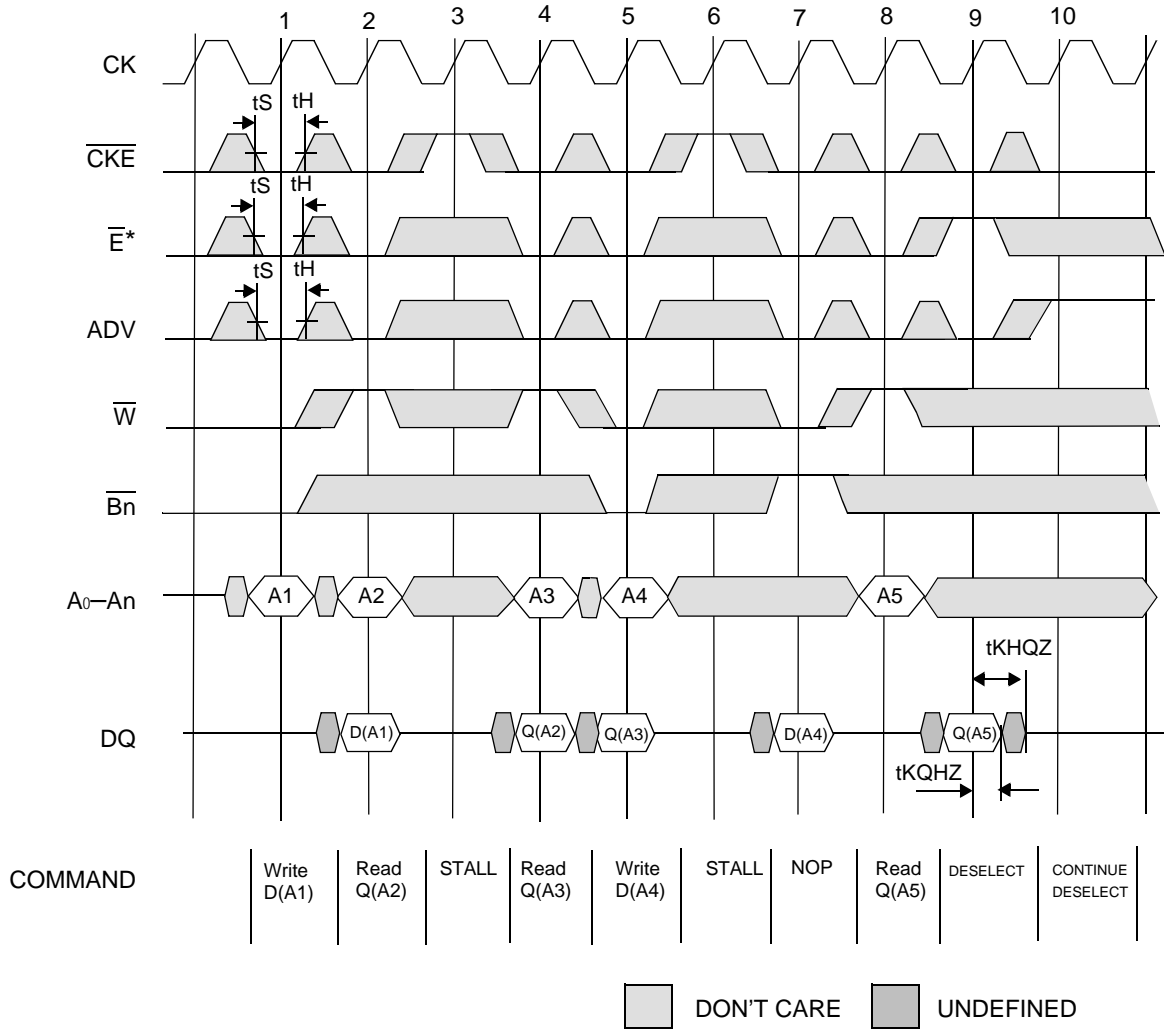 1 2 3 4 5 6 7 8 9 10
CK
tS tH
CKE
tS tH
E*
tS tH
ADV
W
Bn
A0–An A1 A2 A3 A4 A5
tKHQZ
DQ D(A1) Q(A2) Q(A3) D(A4) Q(A5)
tKQHZ
COMMAND
Write Read STALL Read Write STALL NOP Read DESELECT CONTINUE
D(A1) Q(A2) Q(A3) D(A4) Q(A5) DESELECT
DON'T CARE UNDEFINED